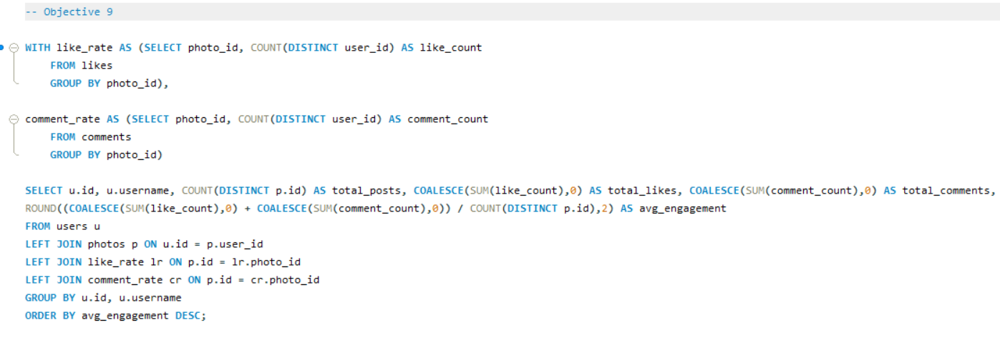 -- Objective 9
WITH like_rate AS (SELECT photo_id, COUNT(DISTINCT user_id) AS like_count
FROM likes
GROUP BY photo_id),
comment_rate AS (SELECT photo_id, COUNT(DISTINCT user_id) AS comment_count
FROM comments
GROUP BY photo_id)
SELECT u.id, u.username, COUNT(DISTINCT p.id) AS total_posts, COALESCE(SUM(like_count),0) AS total_likes, COALESCE(SUM(comment_count),0) AS total_comments,
ROUND((COALESCE(SUM(like_count),0) + COALESCE(SUM(comment_count),0)) / COUNT(DISTINCT p.id),2) AS avg_engagement
FROM users u
LEFT JOIN photos p ON u.id = p.user_id
LEFT JOIN like_rate lr ON p.id = lr.photo_id
LEFT JOIN comment_rate cr ON p.id = cr.photo_id
GROUP BY u.id, u.username
ORDER BY avg_engagement DESC;